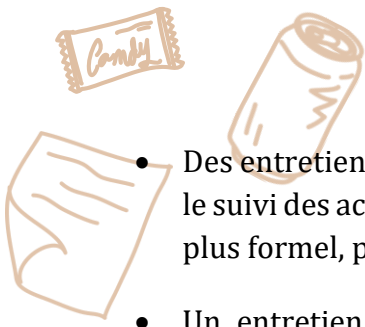 Candy
• Des entretien
le suivi des ac
plus formel, p
• Un entretien